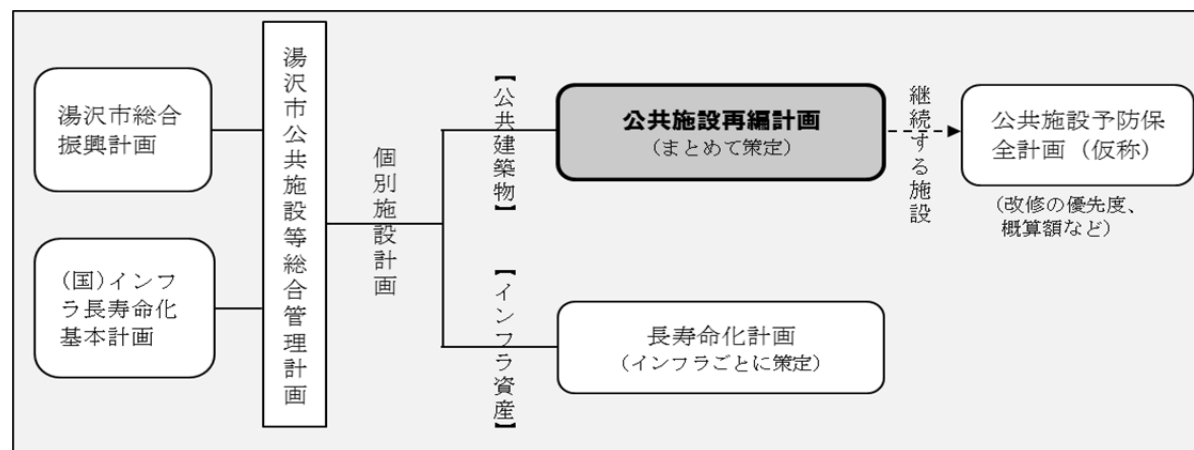 湯沢市総合
振興計画
(国)インフ
ラ長寿命化
基本計画
湯沢市公共施設等総合管理計画
個別施設計画
【公共建築物】
公共施設再編計画
(まとめて策定)
継続する施設
公共施設予防保
全計画（仮称）
(改修の優先度、
概算額など)
【インフラ資産】
長寿命化計画
(インフラごとに策定)